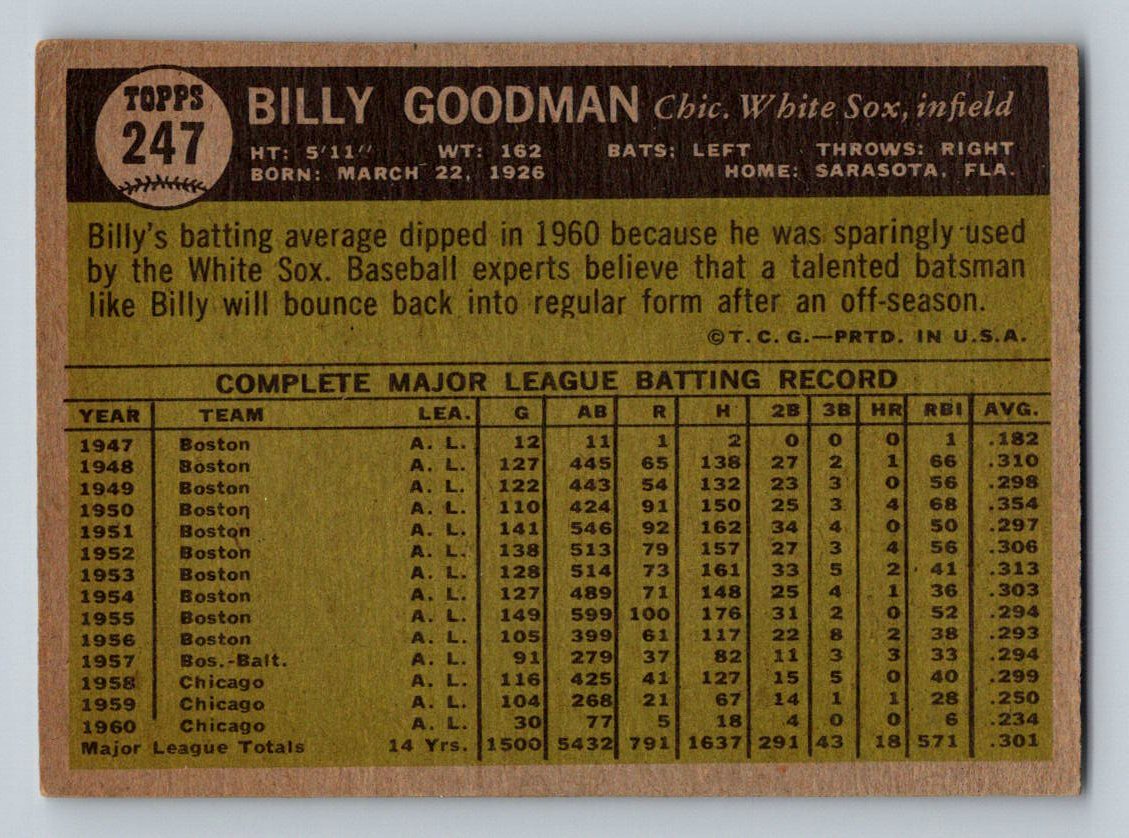 TOPPS
247
BILLY GOODMAN Chic. White Sox, infield
HT: 5'11" WT: 162 BATS: LEFT THROWS: RIGHT
BORN: MARCH 22, 1926 HOME: SARASOTA, FLA.
Billy's batting average dipped in 1960 because he was sparingly used
by the White Sox. Baseball experts believe that a talented batsman
like Billy will bounce back into regular form after an off-season.
©T. C. G.—PRTD. IN U.S.A.
COMPLETE MAJOR LEAGUE BATTING RECORD
YEAR TEAM LEA. G AB R H 2B 3B HR RBI AVG.
1947 Boston A. L. 12 11 1 2 0 0 0 1 .182
1948 Boston A. L. 127 445 65 138 27 2 1 66 .310
1949 Boston A. L. 122 443 54 132 23 3 0 56 .298
1950 Boston A. L. 110 424 91 150 25 3 4 68 .354
1951 Boston A. L. 141 546 92 162 34 4 0 50 .297
1952 Boston A. L. 138 513 79 157 27 3 4 56 .306
1953 Boston A. L. 128 514 73 161 33 5 2 41 .313
1954 Boston A. L. 127 489 71 148 25 4 1 36 .303
1955 Boston A. L. 149 599 100 176 31 2 0 52 .294
1956 Boston A. L. 105 399 61 117 22 8 2 38 .293
1957 Bos.-Balt. A. L. 91 279 37 82 11 3 3 33 .294
1958 Chicago A. L. 116 425 41 127 15 5 0 40 .299
1959 Chicago A. L. 104 268 21 67 14 1 1 28 .250
1960 Chicago A. L. 30 77 5 18 4 0 0 6 .234
Major League Totals 14 Yrs. 1500 5432 791 1637 291 43 18 571 .301